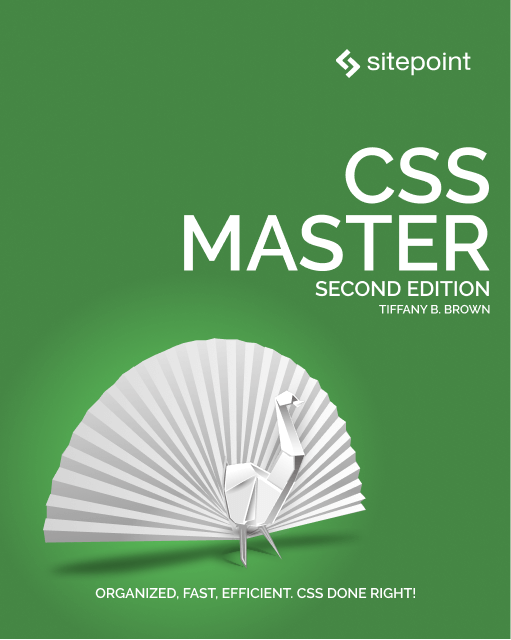 sitepoint
CSS
MASTER
SECOND EDITION
TIFFANY B. BROWN
ORGANIZED, FAST, EFFICIENT. CSS DONE RIGHT!